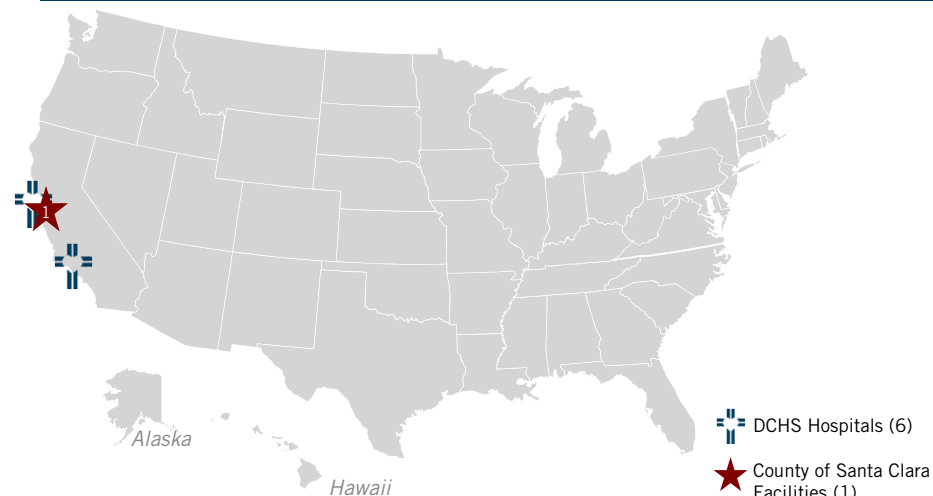 1
Alaska
Hawaii
DCHS Hospitals (6)
County of Santa Clara
Facilities (1)